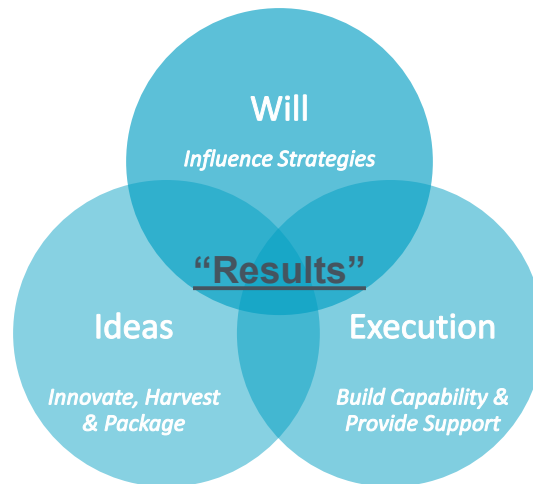 Will
Influence Strategies
“Results”
Ideas
Execution
Innovate, Harvest
& Package
Build Capability &
Provide Support